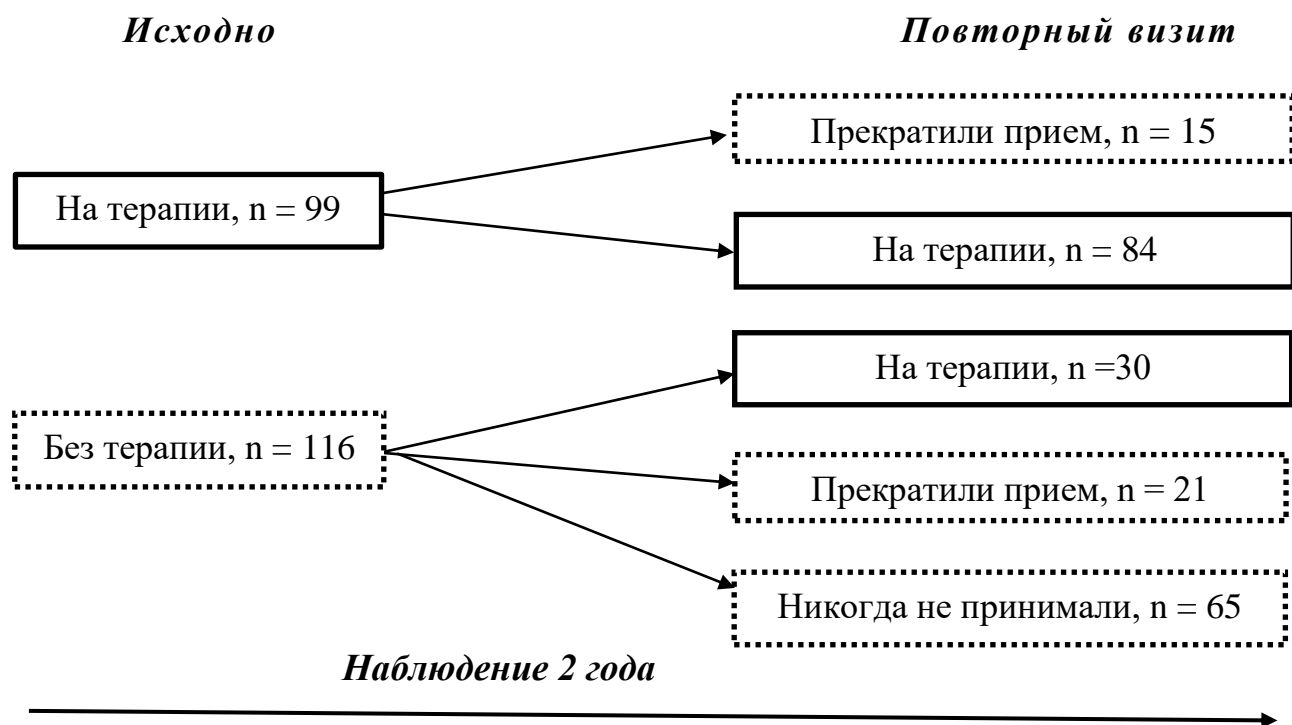 Исходно
Повторный визит
Прекратили прием, n = 15
На терапии, n = 99
На терапии, n = 84
На терапии, n =30
Без терапии, n = 116
Прекратили прием, n = 21
Никогда не принимали, n = 65
Наблюдение 2 года